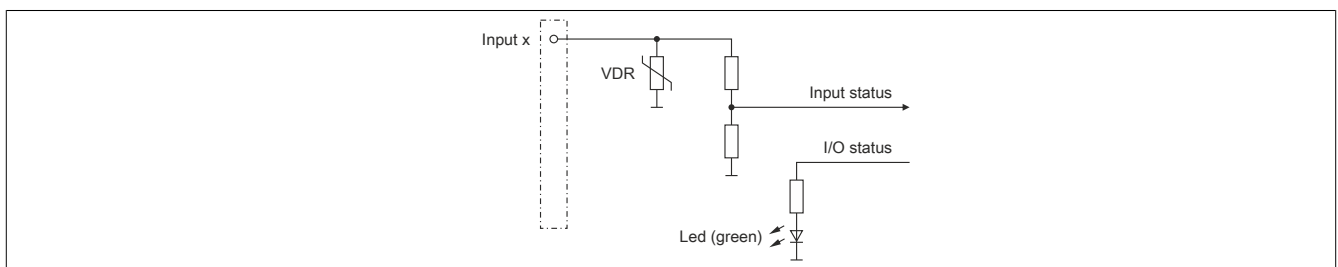 Input x
VDR
Input status
I/O status
Led (green)